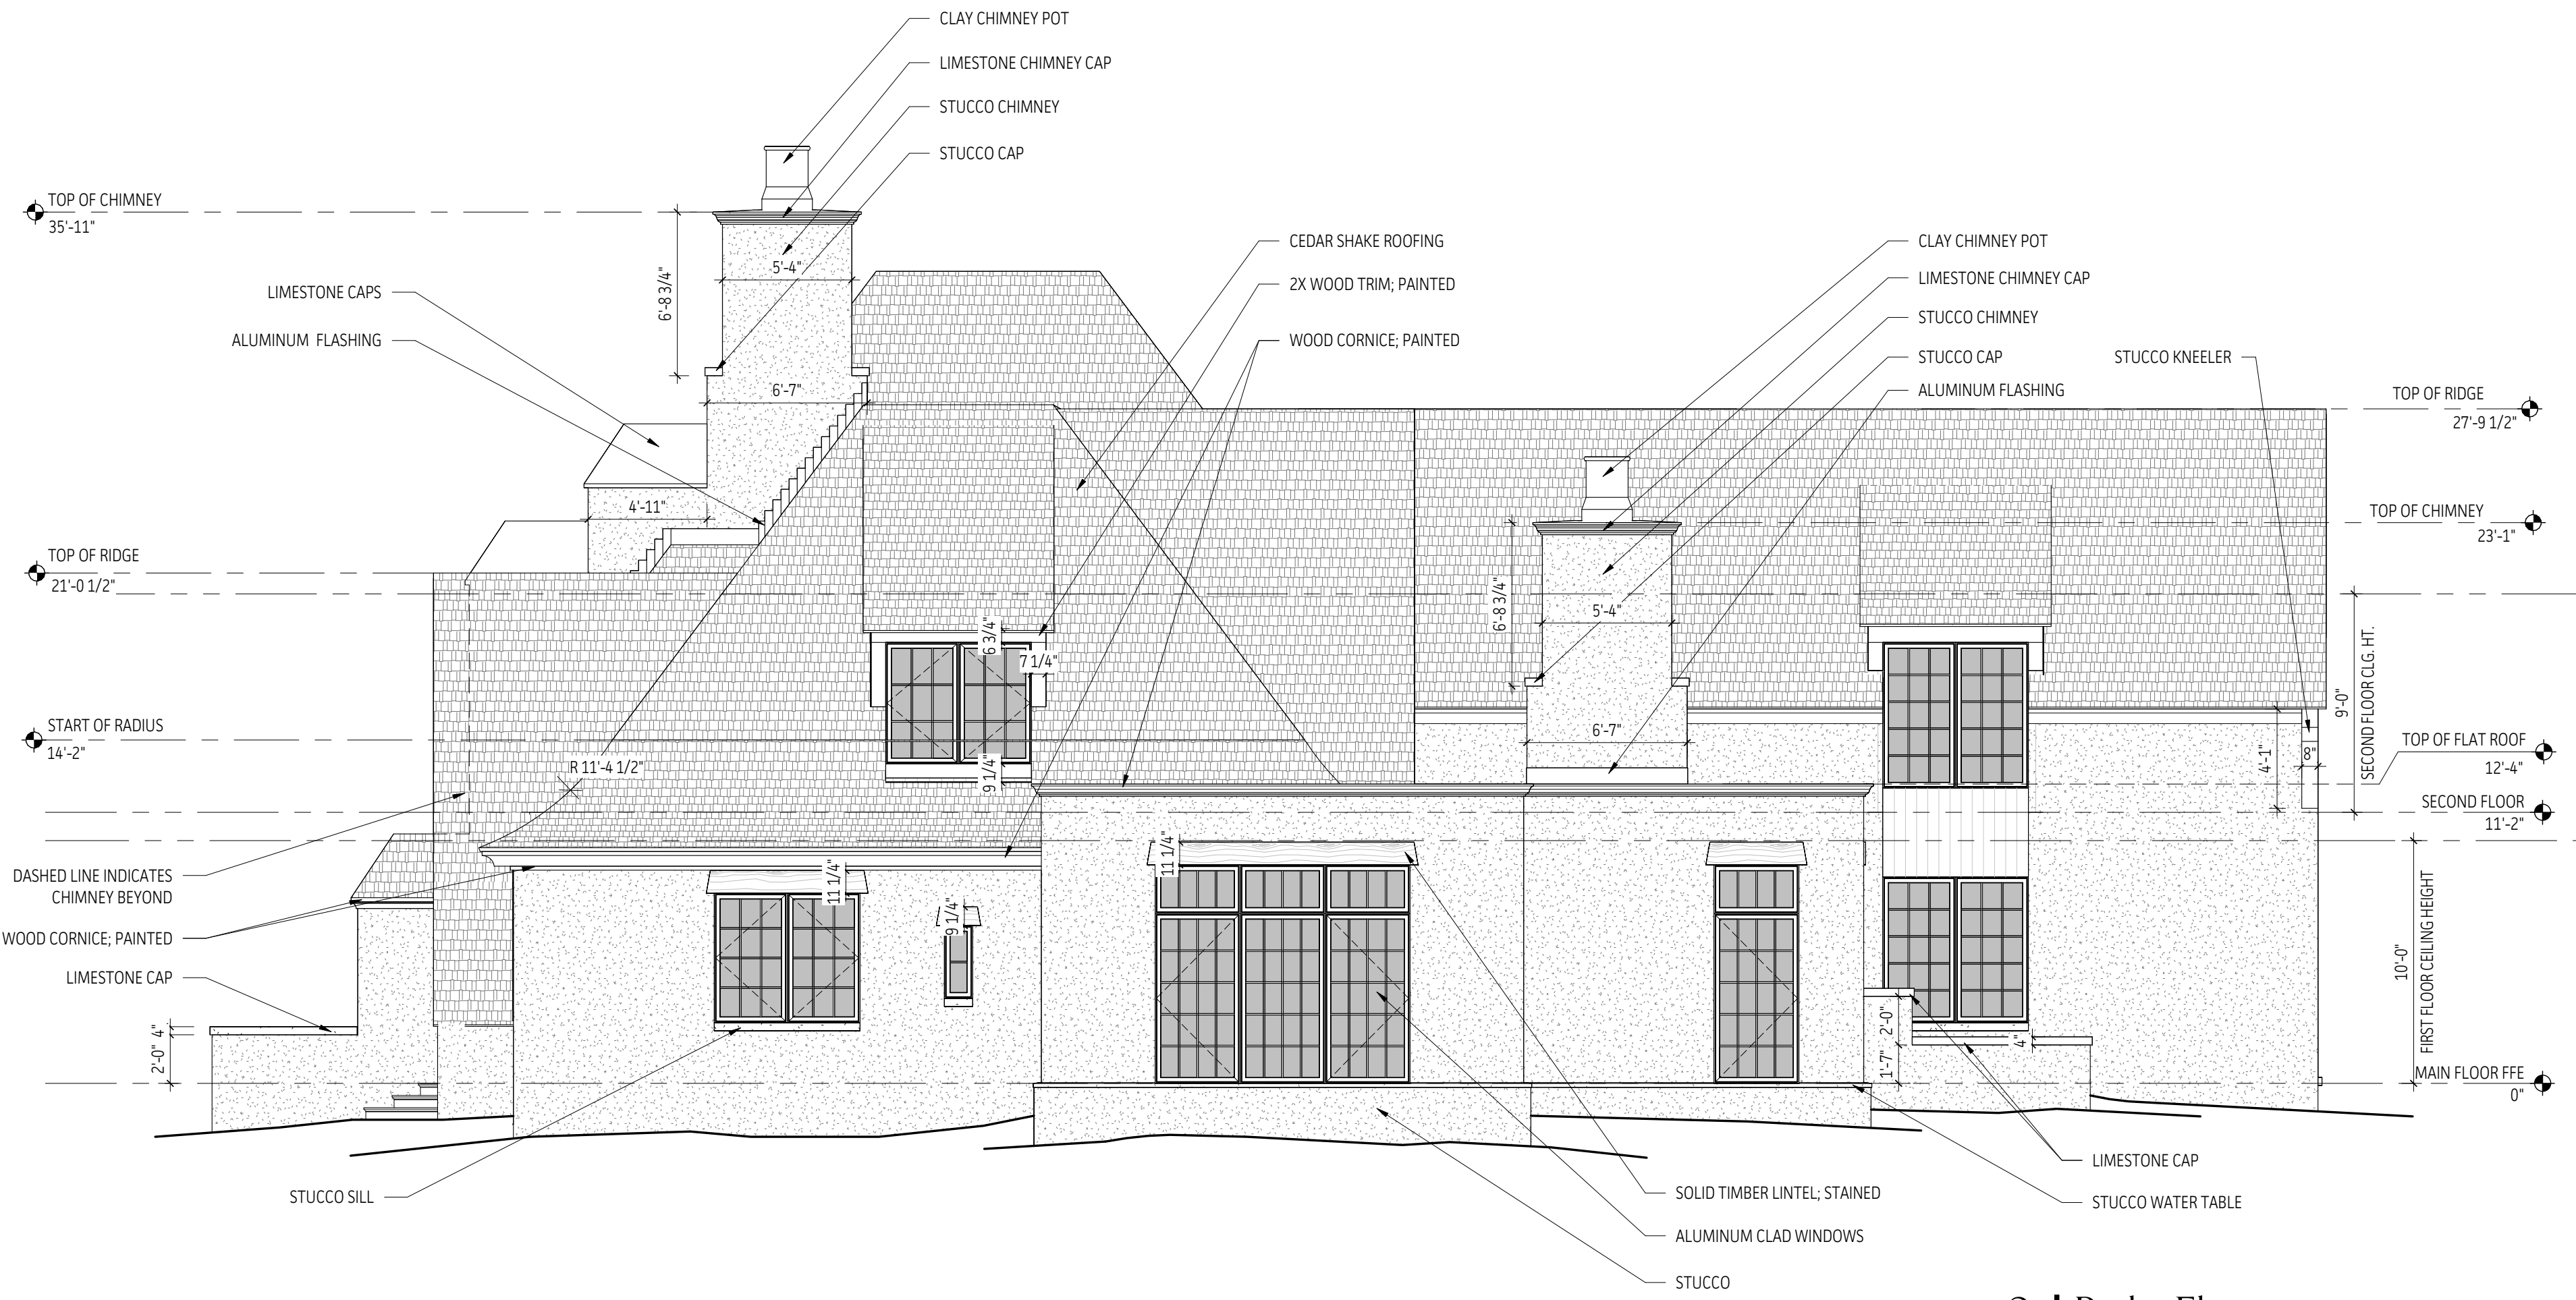 CLAY CHIMNEY POT
LIMESTONE CHIMNEY CAP
STUCCO CHIMNEY
STUCCO CAP
TOP OF CHIMNEY
35'-11"
6'-8 3/4"
5'-4"
6'-7"
LIMESTONE CAPS
ALUMINUM FLASHING
4'-11"
CEDAR SHAKE ROOFING
2X WOOD TRIM; PAINTED
WOOD CORNICE; PAINTED
CLAY CHIMNEY POT
LIMESTONE CHIMNEY CAP
STUCCO CHIMNEY
STUCCO CAP
ALUMINUM FLASHING
STUCCO KNEELER
TOP OF RIDGE
27'-9 1/2"
TOP OF CHIMNEY
23'-1"
TOP OF RIDGE
21'-0 1/2"
6'-8 3/4"
5'-4"
6'-7"
6 3/4"
7 1/4"
9 1/4"
START OF RADIUS
14'-2"
R 11'-4 1/2"
9'-0"
SECOND FLOOR CLG. HT.
4'-1"
8"
TOP OF FLAT ROOF
12'-4"
SECOND FLOOR
11'-2"
DASHED LINE INDICATES
CHIMNEY BEYOND
WOOD CORNICE; PAINTED
LIMESTONE CAP
11 1/4"
9 1/4"
11 1/4"
4"
2'-0"
2'-0"
1'-7"
4"
10'-0"
FIRST FLOOR CEILING HEIGHT
MAIN FLOOR FFE
0"
STUCCO SILL
LIMESTONE CAP
STUCCO WATER TABLE
SOLID TIMBER LINTEL; STAINED
ALUMINUM CLAD WINDOWS
STUCCO